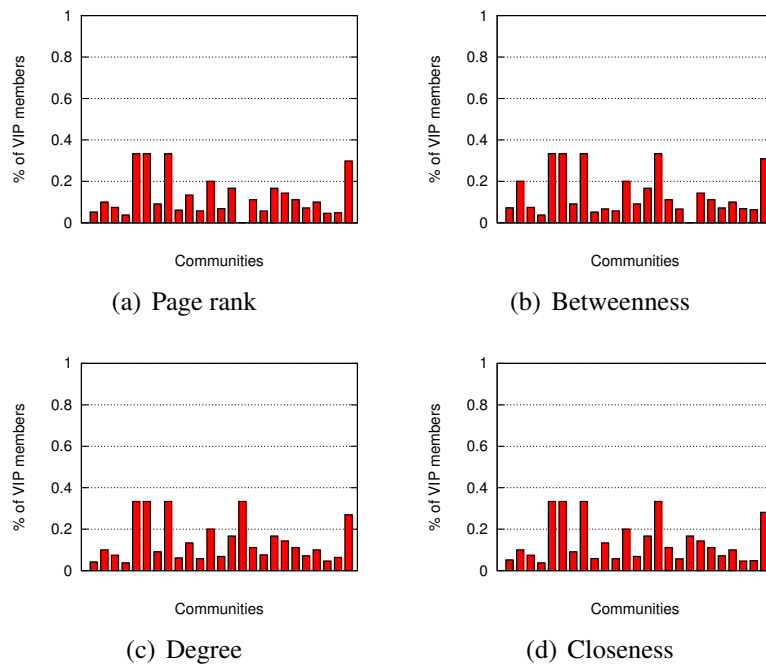 1
0.8
0.6
0.4
0.2
0
% of VIP members
Communities
(a) Page rank
1
0.8
0.6
0.4
0.2
0
% of VIP members
Communities
(b) Betweenness
1
0.8
0.6
0.4
0.2
0
% of VIP members
Communities
(c) Degree
1
0.8
0.6
0.4
0.2
0
% of VIP members
Communities
(d) Closeness